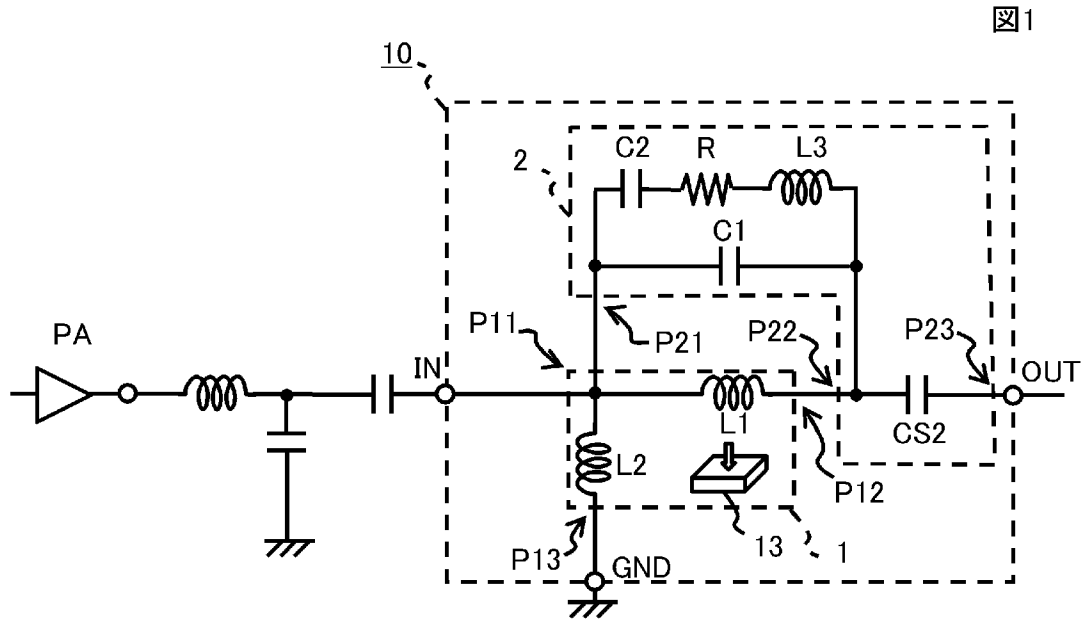 図1
10
2
C2
R
L3
C1
P11
P21
P22
P23
PA
IN
OUT
L1
CS2
L2
P12
13
1
P13
GND